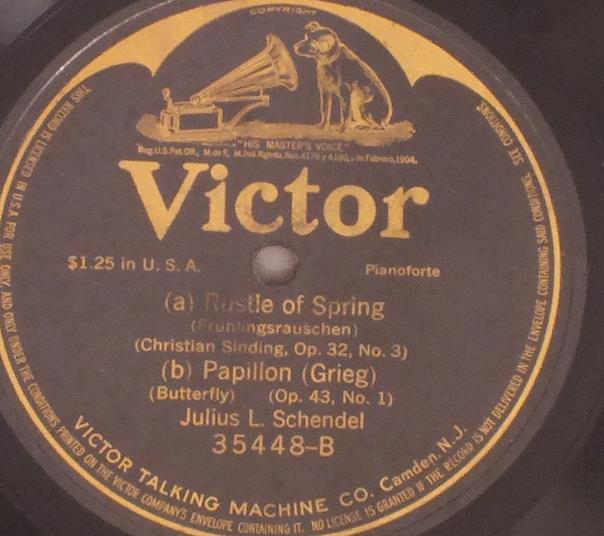 COPYRIGHT
"HIS MASTER'S VOICE"
Reg. U.S. Pat. Off., M. de F., M. Ind. Rgtrda. Nos. 4176 y 4180, de Febrero, 1904.
Victor
$1.25 in U. S. A.
Pianoforte
(a) Rustle of Spring
(Frühlingsrauschen)
(Christian Sinding, Op. 32, No. 3)
(b) Papillon (Grieg)
(Butterfly) (Op. 43, No. 1)
Julius L. Schendel
35448-B
VICTOR TALKING MACHINE CO. Camden, N. J.
THIS RECORD IS LICENSED IN U.S.A. FOR USE ONLY, AND ONLY UNDER THE CONDITIONS PRINTED ON THE VICTOR COMPANY'S ENVELOPE CONTAINING IT. NO LICENSE IS GRANTED IF THE RECORD IS NOT DELIVERED IN THE ENVELOPE CONTAINING SAID CONDITIONS. SEE CONDITIONS.